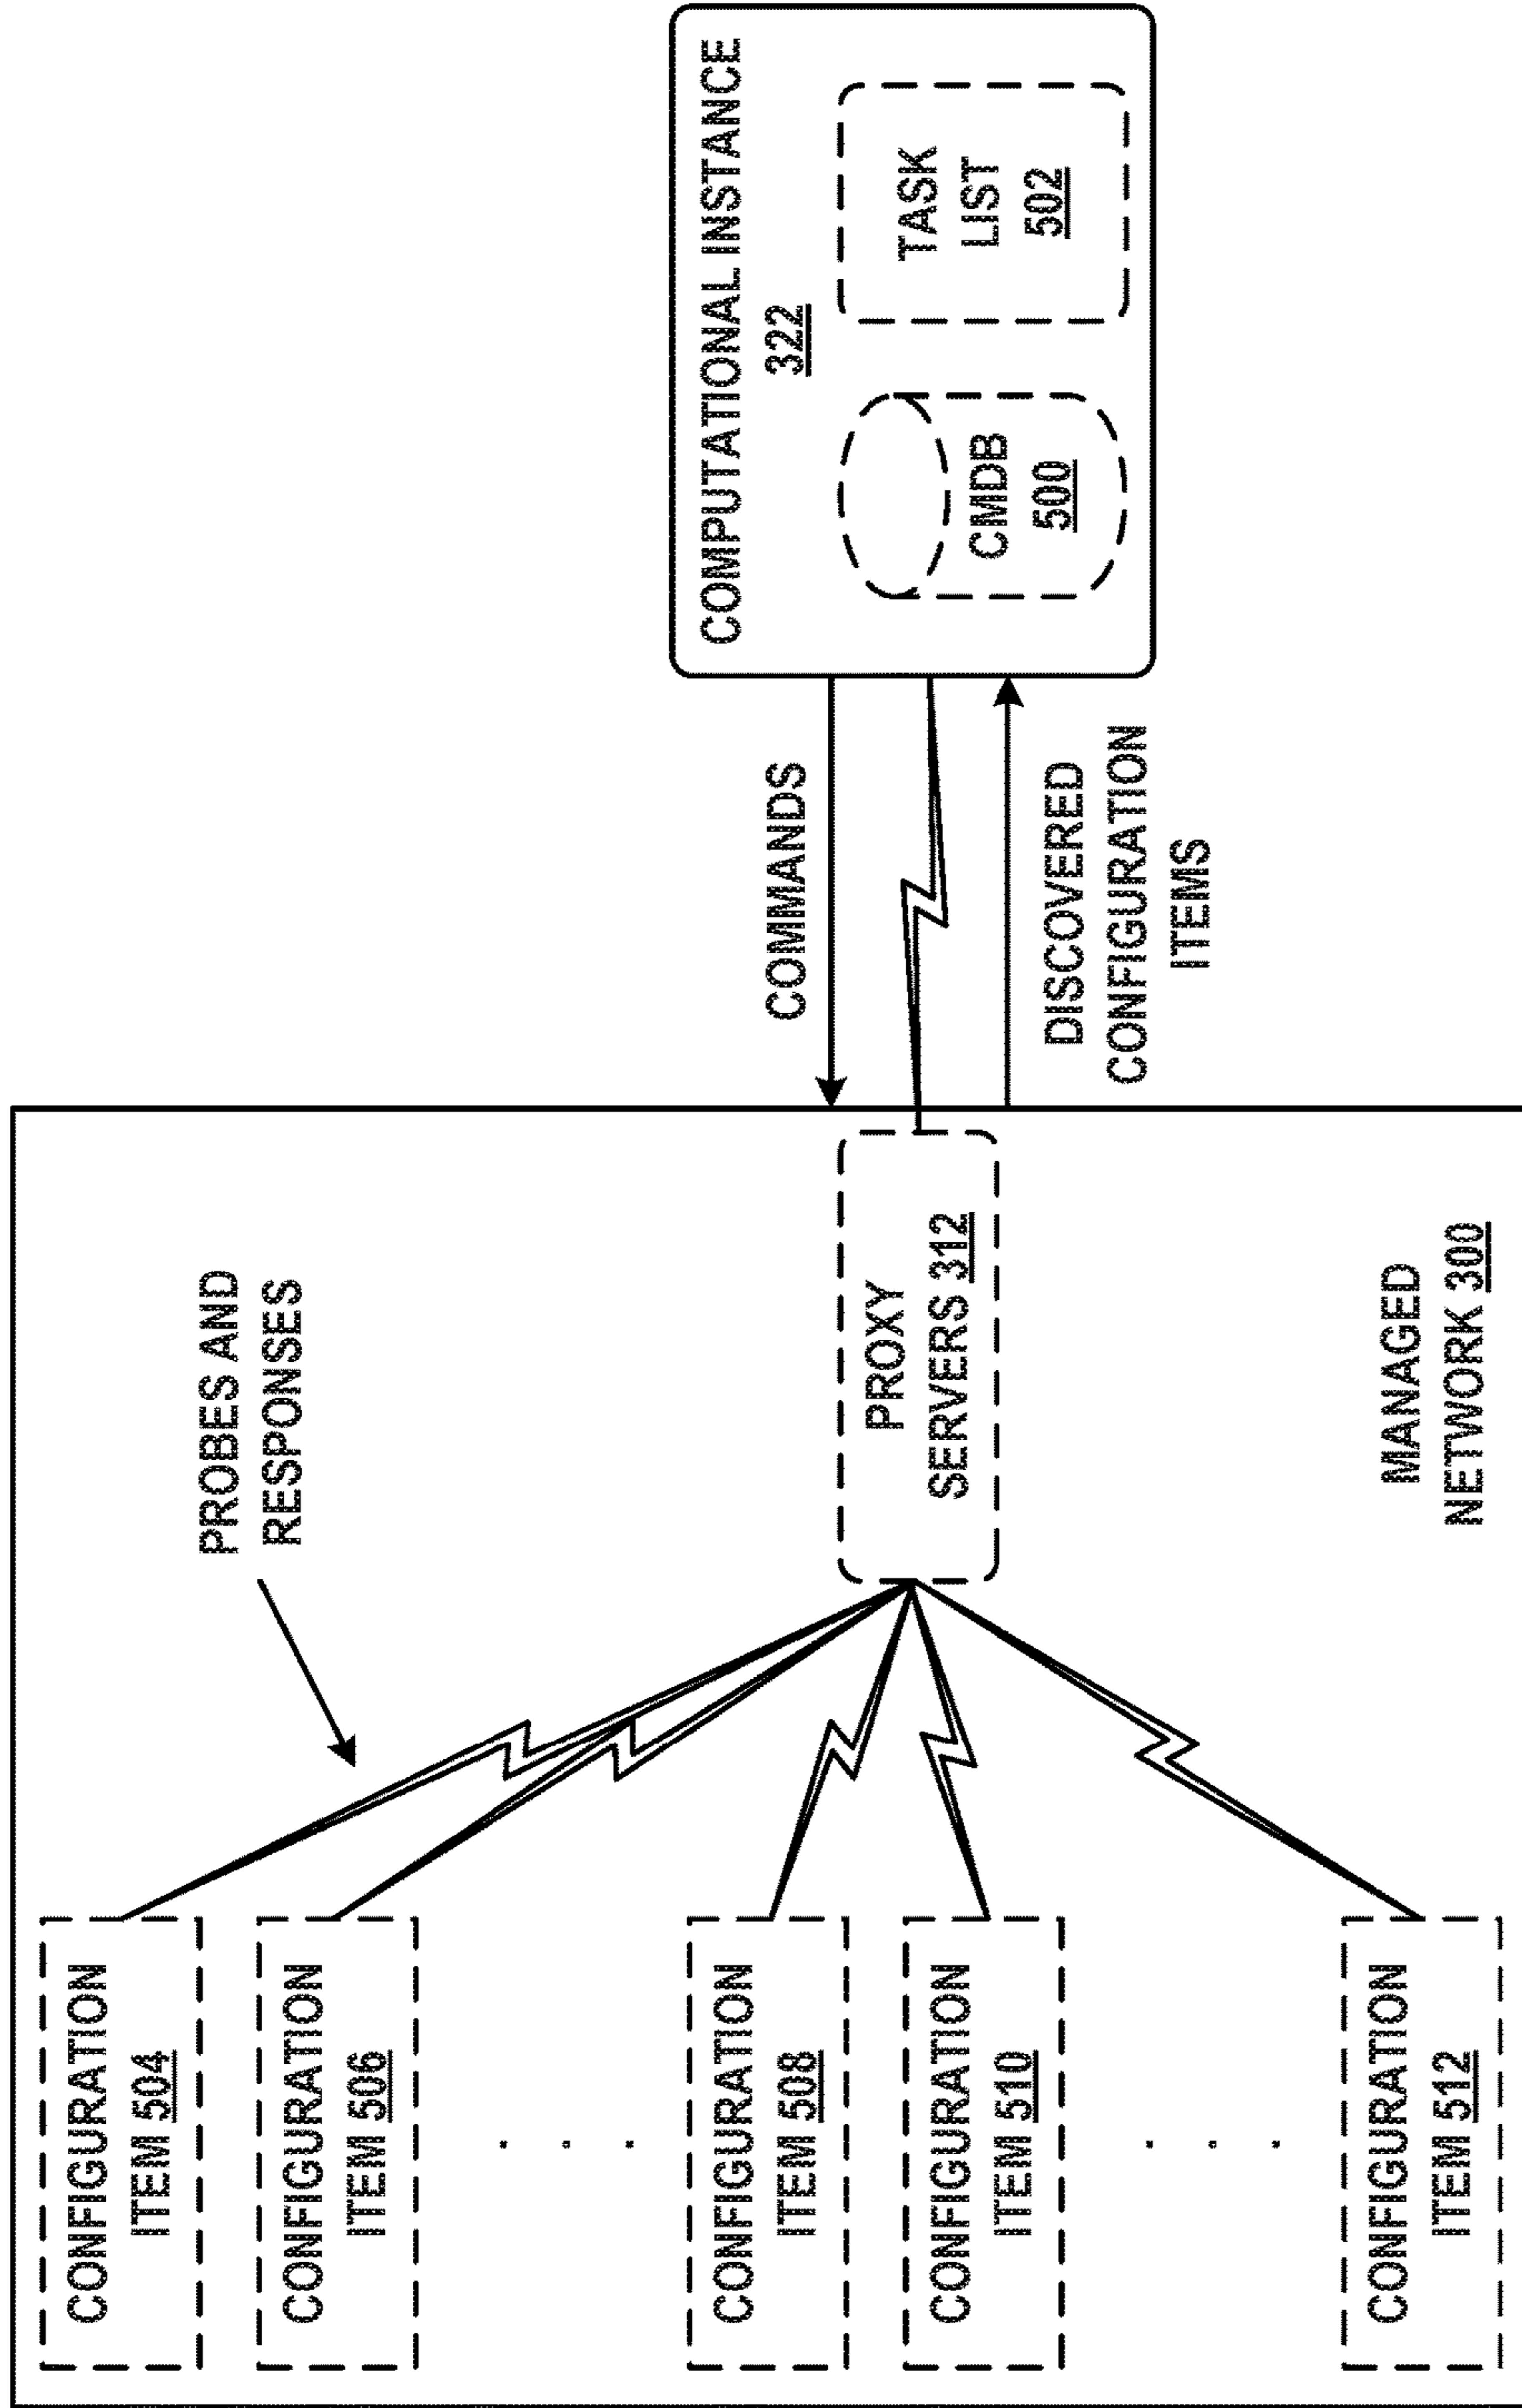 COMPUTATIONAL INSTANCE
322
CMDB
500
TASK
LIST
502
COMMANDS
DISCOVERED
CONFIGURATION
ITEMS
PROBES AND
RESPONSES
PROXY
SERVERS 312
MANAGED
NETWORK 300
CONFIGURATION
ITEM 504
CONFIGURATION
ITEM 506
CONFIGURATION
ITEM 508
CONFIGURATION
ITEM 510
CONFIGURATION
ITEM 512